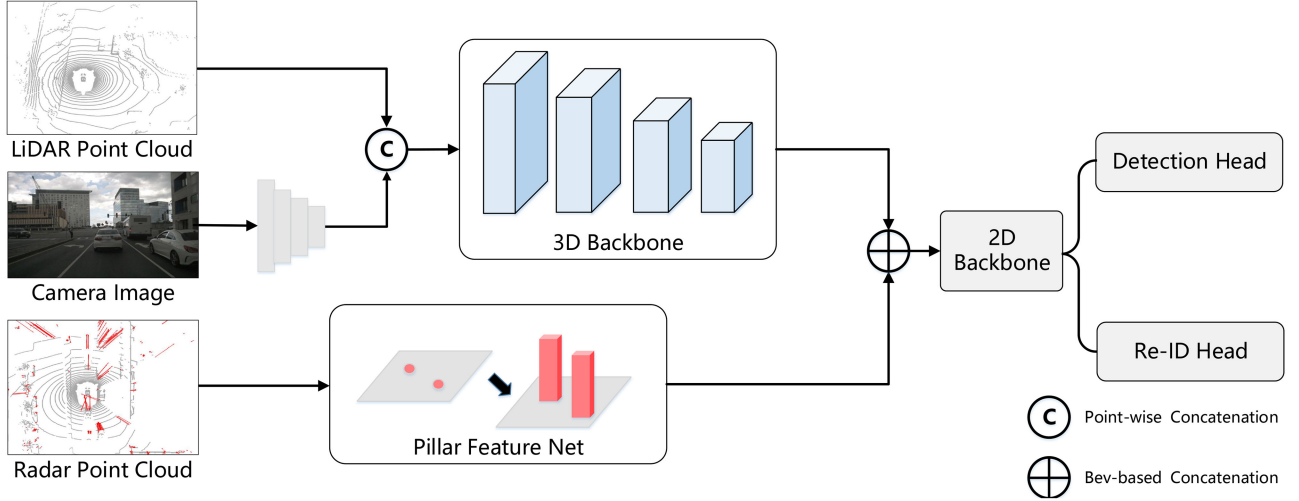 LiDAR Point Cloud
C
3D Backbone
Camera Image
2D
Backbone
Detection Head
Re-ID Head
Pillar Feature Net
Radar Point Cloud
C Point-wise Concatenation
Bev-based Concatenation